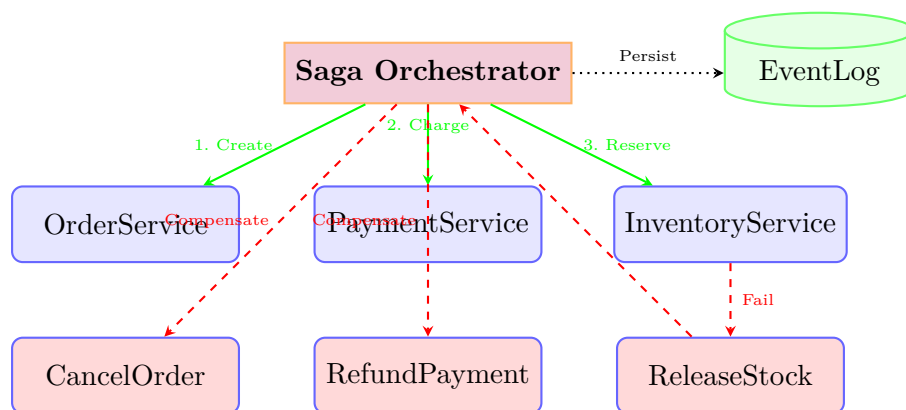 Persist
Saga Orchestrator
EventLog
2. Charge
1. Create
3. Reserve
OrderService
PaymentService
InventoryService
Compensate
Compensate
Fail
CancelOrder
RefundPayment
ReleaseStock